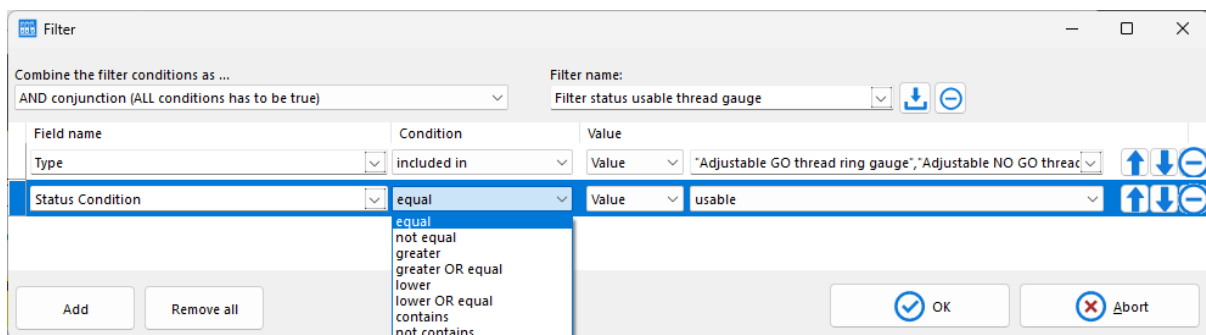 Filter
Combine the filter conditions as ...
Filter name:
AND conjunction (ALL conditions has to be true)
Filter status usable thread gauge
Field name Condition Value
Type included in Value "Adjustable GO thread ring gauge","Adjustable NO GO threac
Status Condition equal Value usable
equal
not equal
greater
greater OR equal
lower
lower OR equal
contains
not contains
Add Remove all OK Abort